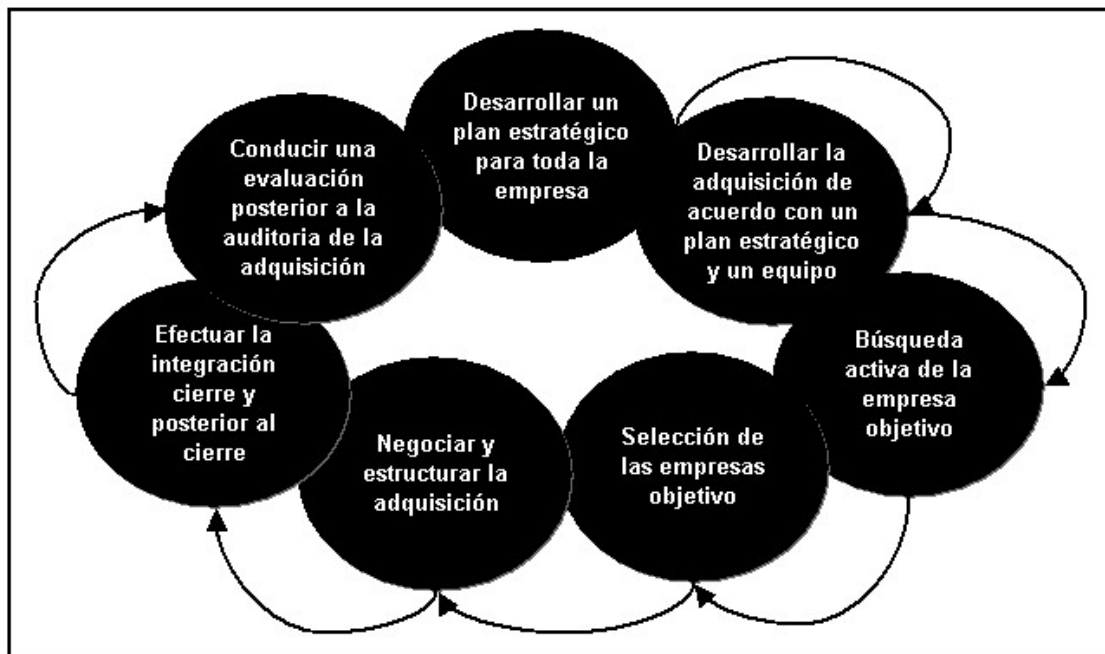 Desarrollar un
plan estratégico
para toda la
empresa
Desarrollar la
adquisición de
acuerdo con un
plan estratégico
y un equipo
Búsqueda
activa de la
empresa
objetivo
Selección de
las empresas
objetivo
Negociar y
estructurar la
adquisición
Efectuar la
integración
cierre y
posterior al
cierre
Conducir una
evaluación
posterior a la
auditoria de la
adquisición